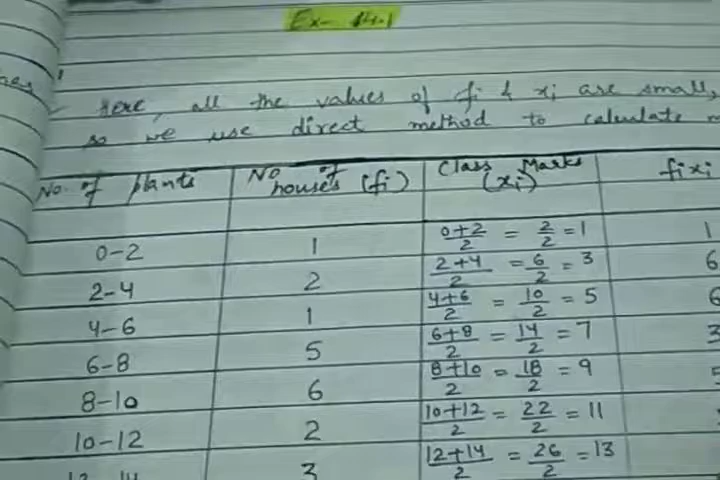 Ex- 14.1
Here, all the values of fi & xi are small,
so we use direct method to calculate
No. of plants No of houses (fi) Class Marks (xi) fixi
0-2 1 0+2/2 = 2/2 = 1 1
2-4 2 2+4/2 = 6/2 = 3 6
4-6 1 4+6/2 = 10/2 = 5
6-8 5 6+8/2 = 14/2 = 7 3
8-10 6 8+10/2 = 18/2 = 9 5
10-12 2 10+12/2 = 22/2 = 11
12-14 3 12+14/2 = 26/2 = 13